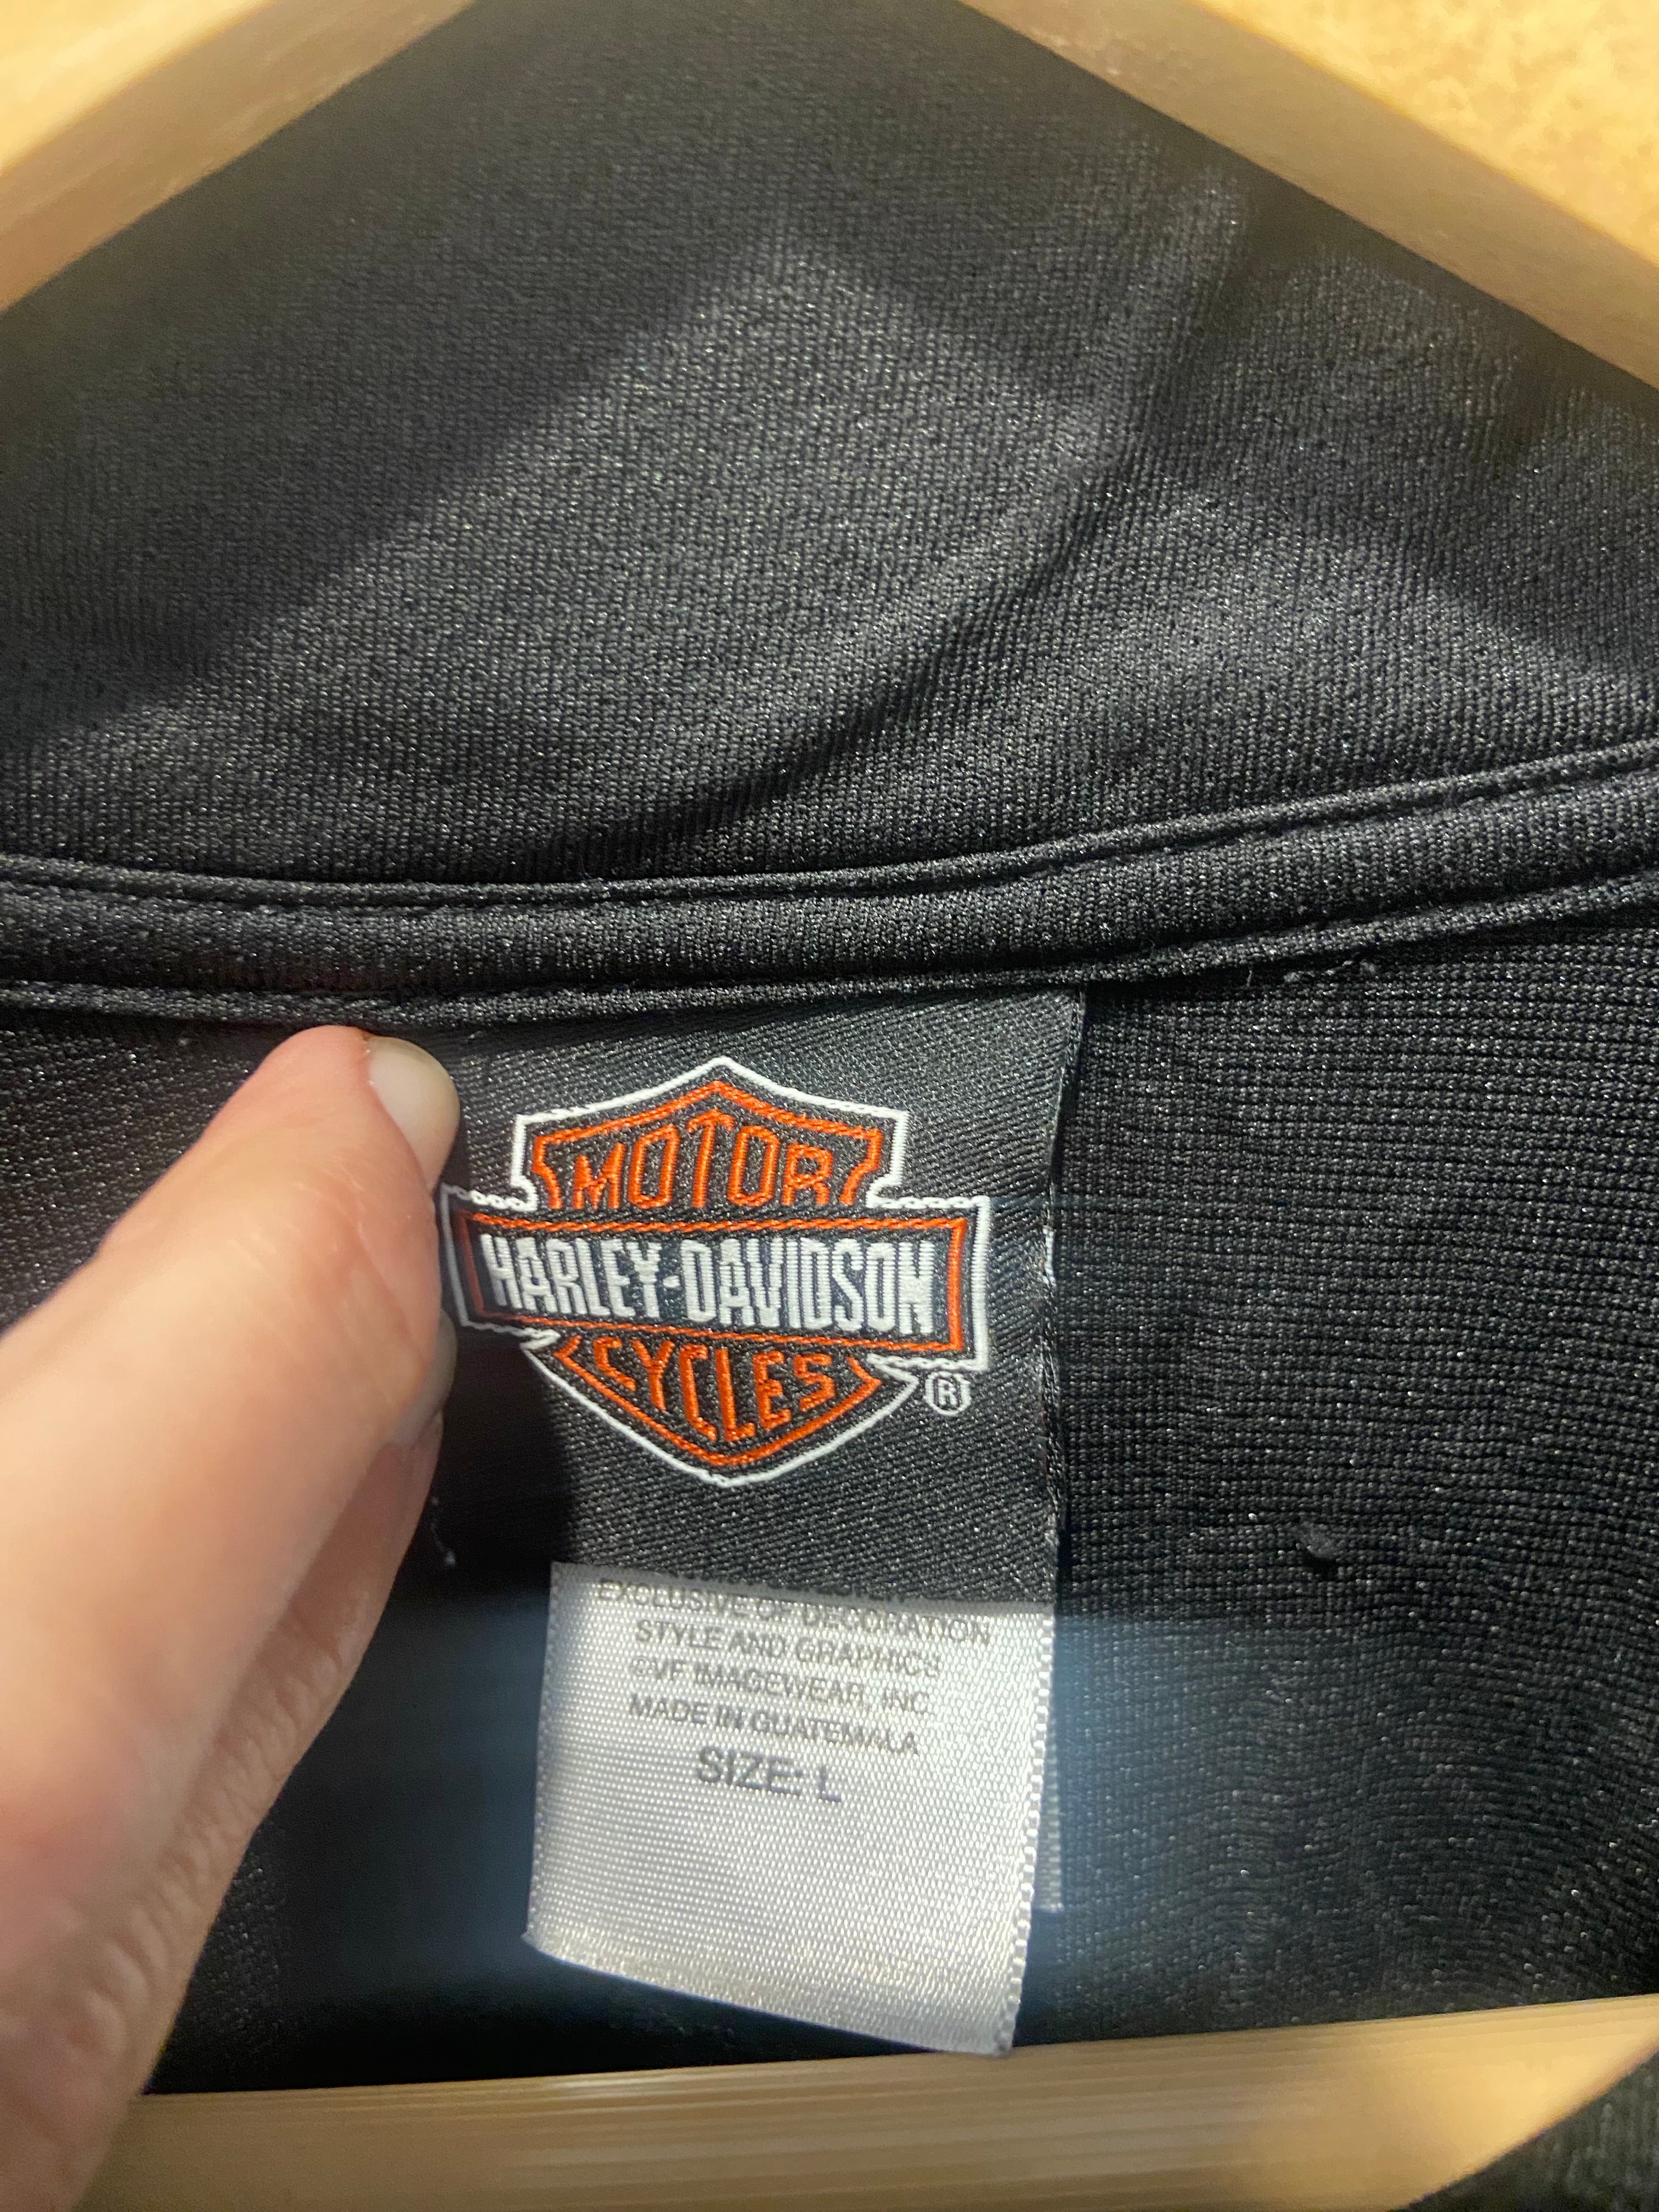 MOTOR
HARLEY-DAVIDSON
CYCLES
®
EXCLUSIVE OF DECORATION
STYLE AND GRAPHICS
©VF IMAGEWEAR, INC
MADE IN GUATEMALA
SIZE: L